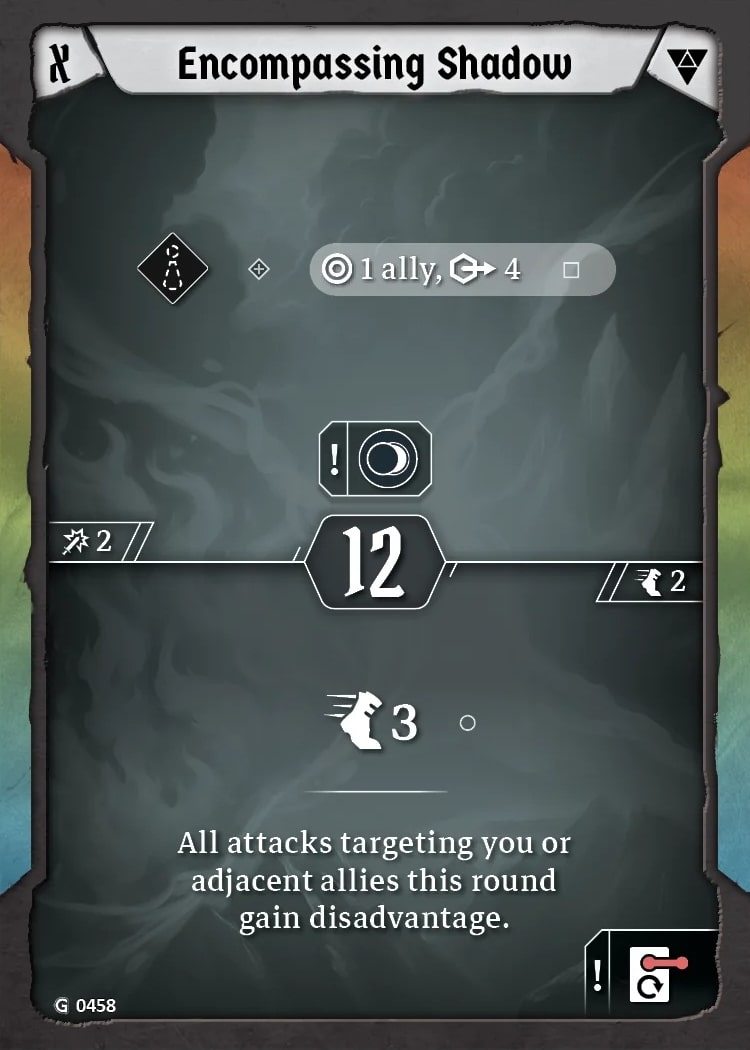 X Encompassing Shadow
1 ally, 4
!
2
12
2
3
All attacks targeting you or
adjacent allies this round
gain disadvantage.
!
G 0458